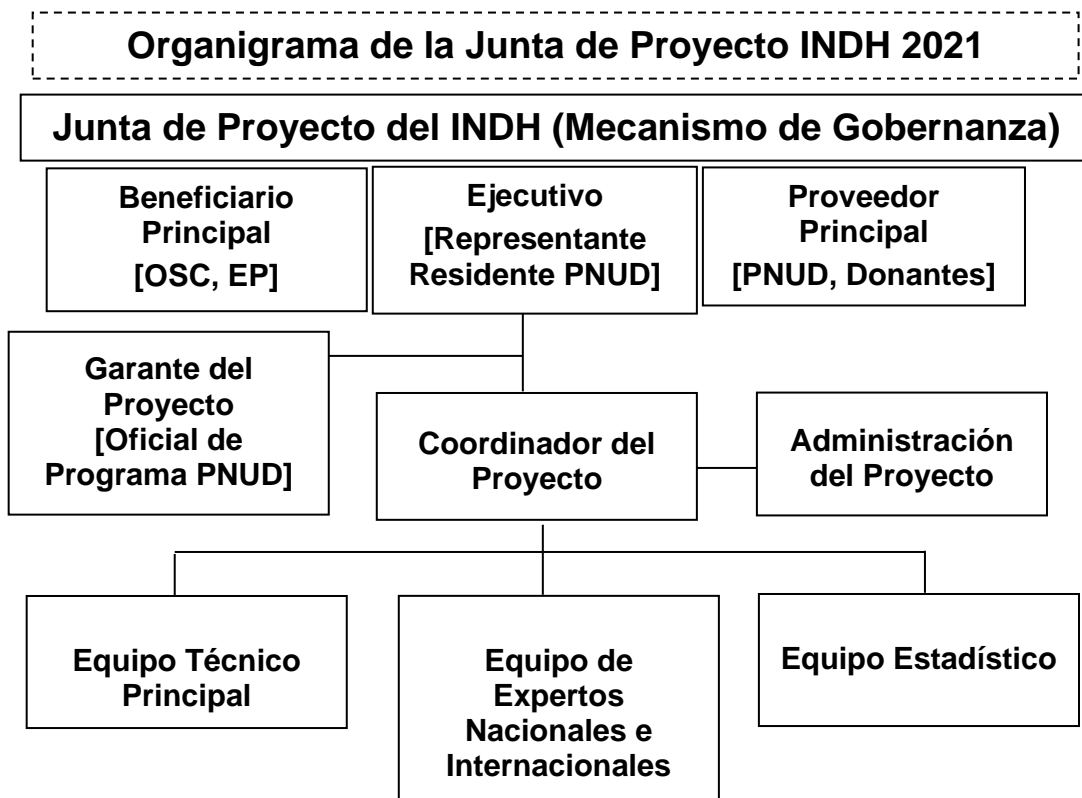 Organigrama de la Junta de Proyecto INDH 2021
Junta de Proyecto del INDH (Mecanismo de Gobernanza)
Beneficiario
Principal
[OSC, EP]
Ejecutivo
[Representante
Residente PNUD]
Proveedor
Principal
[PNUD, Donantes]
Garante del
Proyecto
[Oficial de
Programa PNUD]
Coordinador del
Proyecto
Administración
del Proyecto
Equipo Técnico
Principal
Equipo de
Expertos
Nacionales e
Internacionales
Equipo Estadístico